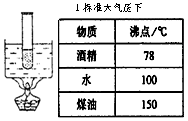 1标准大气压下
物质 沸点/℃
酒精 78
水 100
煤油 150